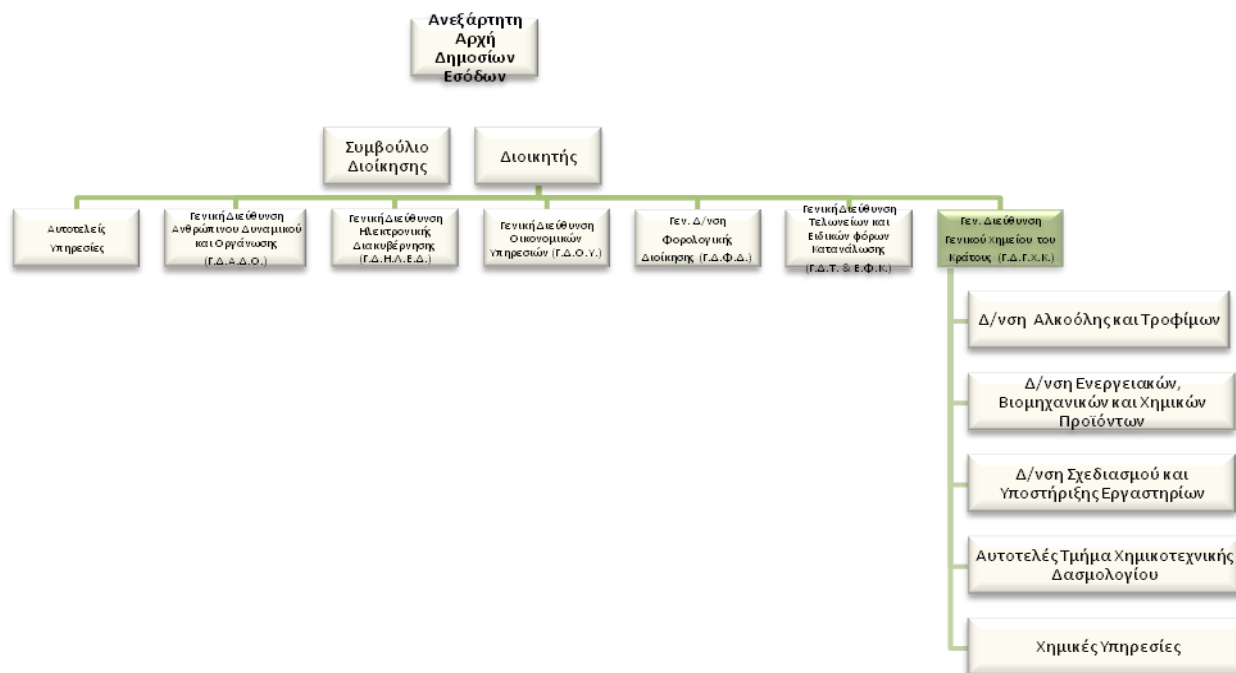 Ανεξάρτητη
Αρχή
Δημοσίων
Εσόδων
Συμβούλιο
Διοίκησης
Διοικητής
Αυτοτελείς
Υπηρεσίες
Γενική Διεύθυνση
Ανθρώπινου Δυναμικού
και Οργάνωσης
(Γ.Δ.Α.Δ.Ο.)
Γενική Διεύθυνση
Ηλεκτρονικής
Διακυβέρνησης
(Γ.Δ.Η.Λ.Ε.Δ.)
Γενική Διεύθυνση
Οικονομικών
Υπηρεσιών (Γ.Δ.Ο.Υ.)
Γεν. Δ/νση
Φορολογικής
Διοίκησης (Γ.Δ.Φ.Δ.)
Γενική Διεύθυνση
Τελωνείων και
Ειδικών φόρων
Κατανάλωσης
(Γ.Δ.Τ. & Ε.Φ.Κ.)
Γεν. Διεύθυνση
Γενικού Χημείου του
Κράτους (Γ.Δ.Γ.Χ.Κ.)
Δ/νση Αλκοόλης και Τροφίμων
Δ/νση Ενεργειακών,
Βιομηχανικών και Χημικών
Προϊόντων
Δ/νση Σχεδιασμού και
Υποστήριξης Εργαστηρίων
Αυτοτελές Τμήμα Χημικοτεχνικής
Δασμολογίου
Χημικές Υπηρεσίες